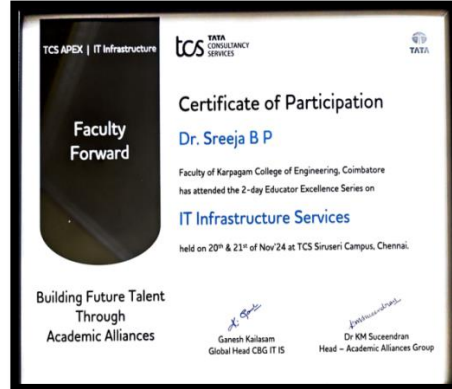 TCS APEX | IT Infrastructure
Faculty
Forward
Building Future Talent
Through
Academic Alliances
tcs TATA
CONSULTANCY
SERVICES
TATA
Certificate of Participation
Dr. Sreeja B P
Faculty of Karpagam College of Engineering, Coimbatore
has attended the 2-day Educator Excellence Series on
IT Infrastructure Services
held on 20th & 21st of Nov'24 at TCS Siruseri Campus, Chennai.
Ganesh Kailasam
Global Head CBG IT IS
Dr KM Suceendran
Head – Academic Alliances Group